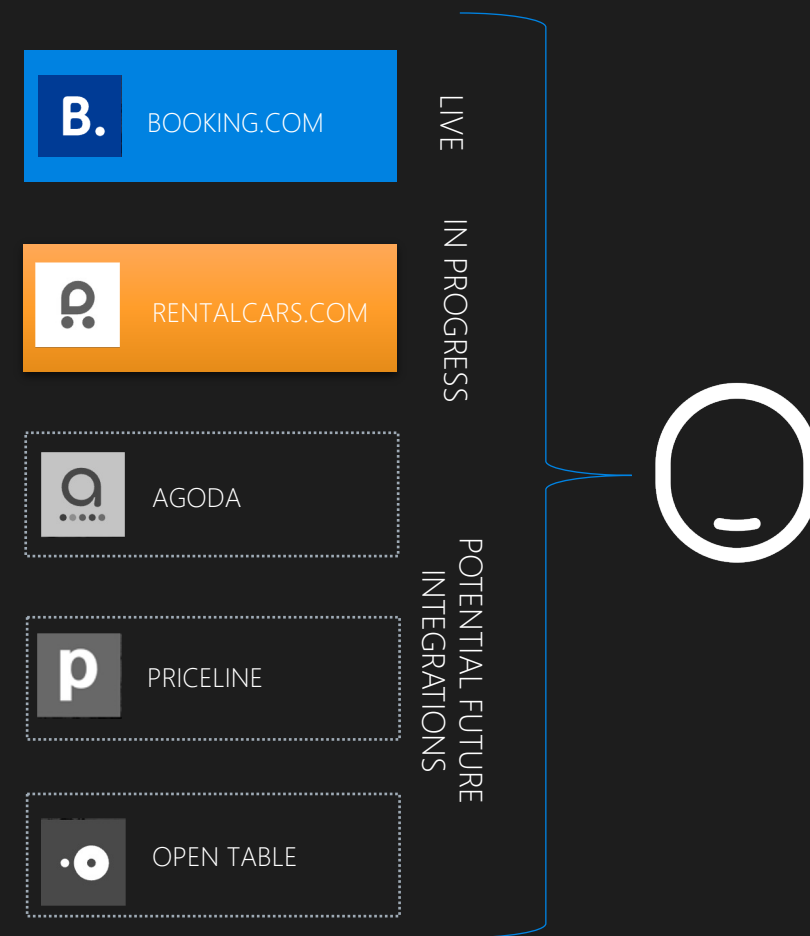 B.
BOOKING.COM
LIVE
RENTALCARS.COM
IN PROGRESS
a
AGODA
POTENTIAL FUTURE
INTEGRATIONS
p
PRICELINE
OPEN TABLE